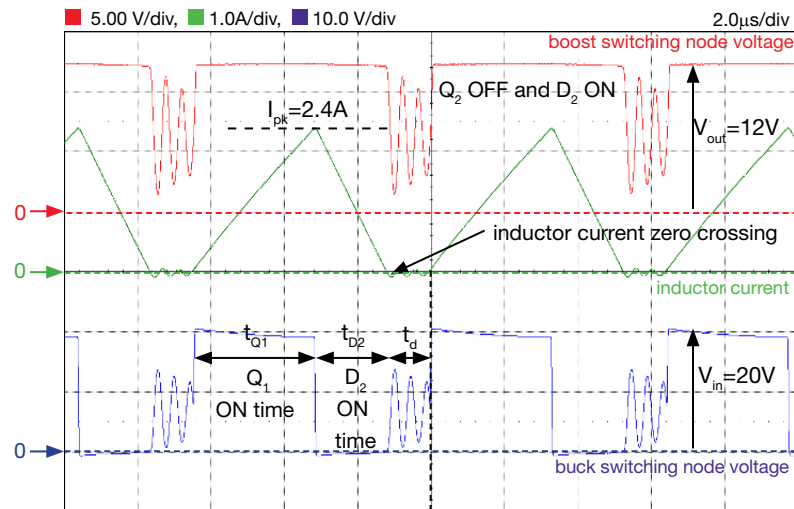 5.00 V/div, 1.0A/div, 10.0 V/div 2.0μs/div
boost switching node voltage
Q2 OFF and D2 ON
Ipk=2.4A
Vout=12V
0
inductor current zero crossing
0
inductor current
tQ1 tD2 td
Q1
ON time
D2
ON
time
Vin=20V
0
buck switching node voltage